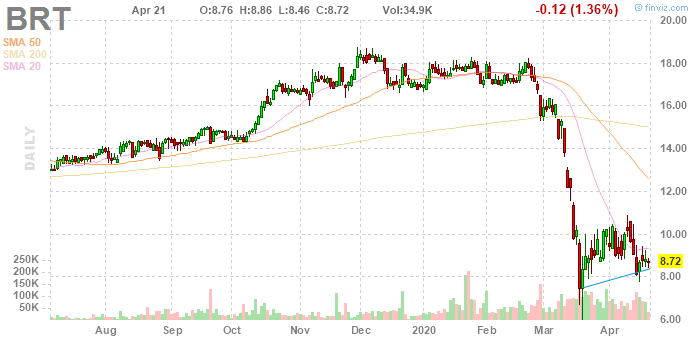 BRT
Apr 21 O:8.76 H:8.86 L:8.46 C:8.72 Vol:34.9K -0.12 (1.36%)
© finviz.com
SMA 50
SMA 200
SMA 20
DAILY
20.00
18.00
16.00
14.00
12.00
10.00
8.72
8.00
6.00
250K
200K
150K
100K
50K
Aug Sep Oct Nov Dec 2020 Feb Mar Apr